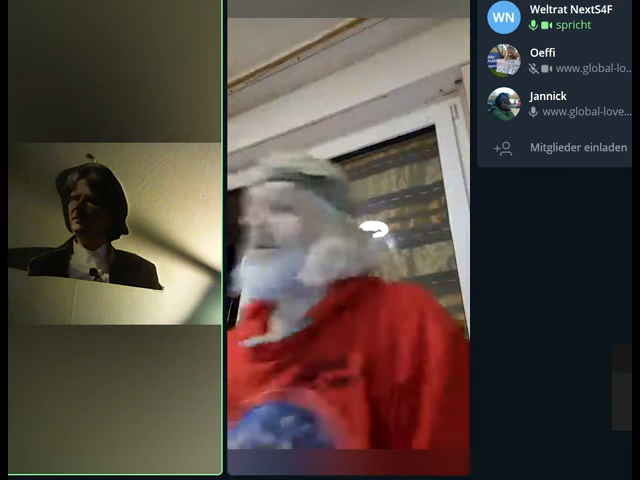 WN
Weltrat NextS4F
spricht
Oeffi
www.global-lo...
Jannick
www.global-love...
Mitglieder einladen